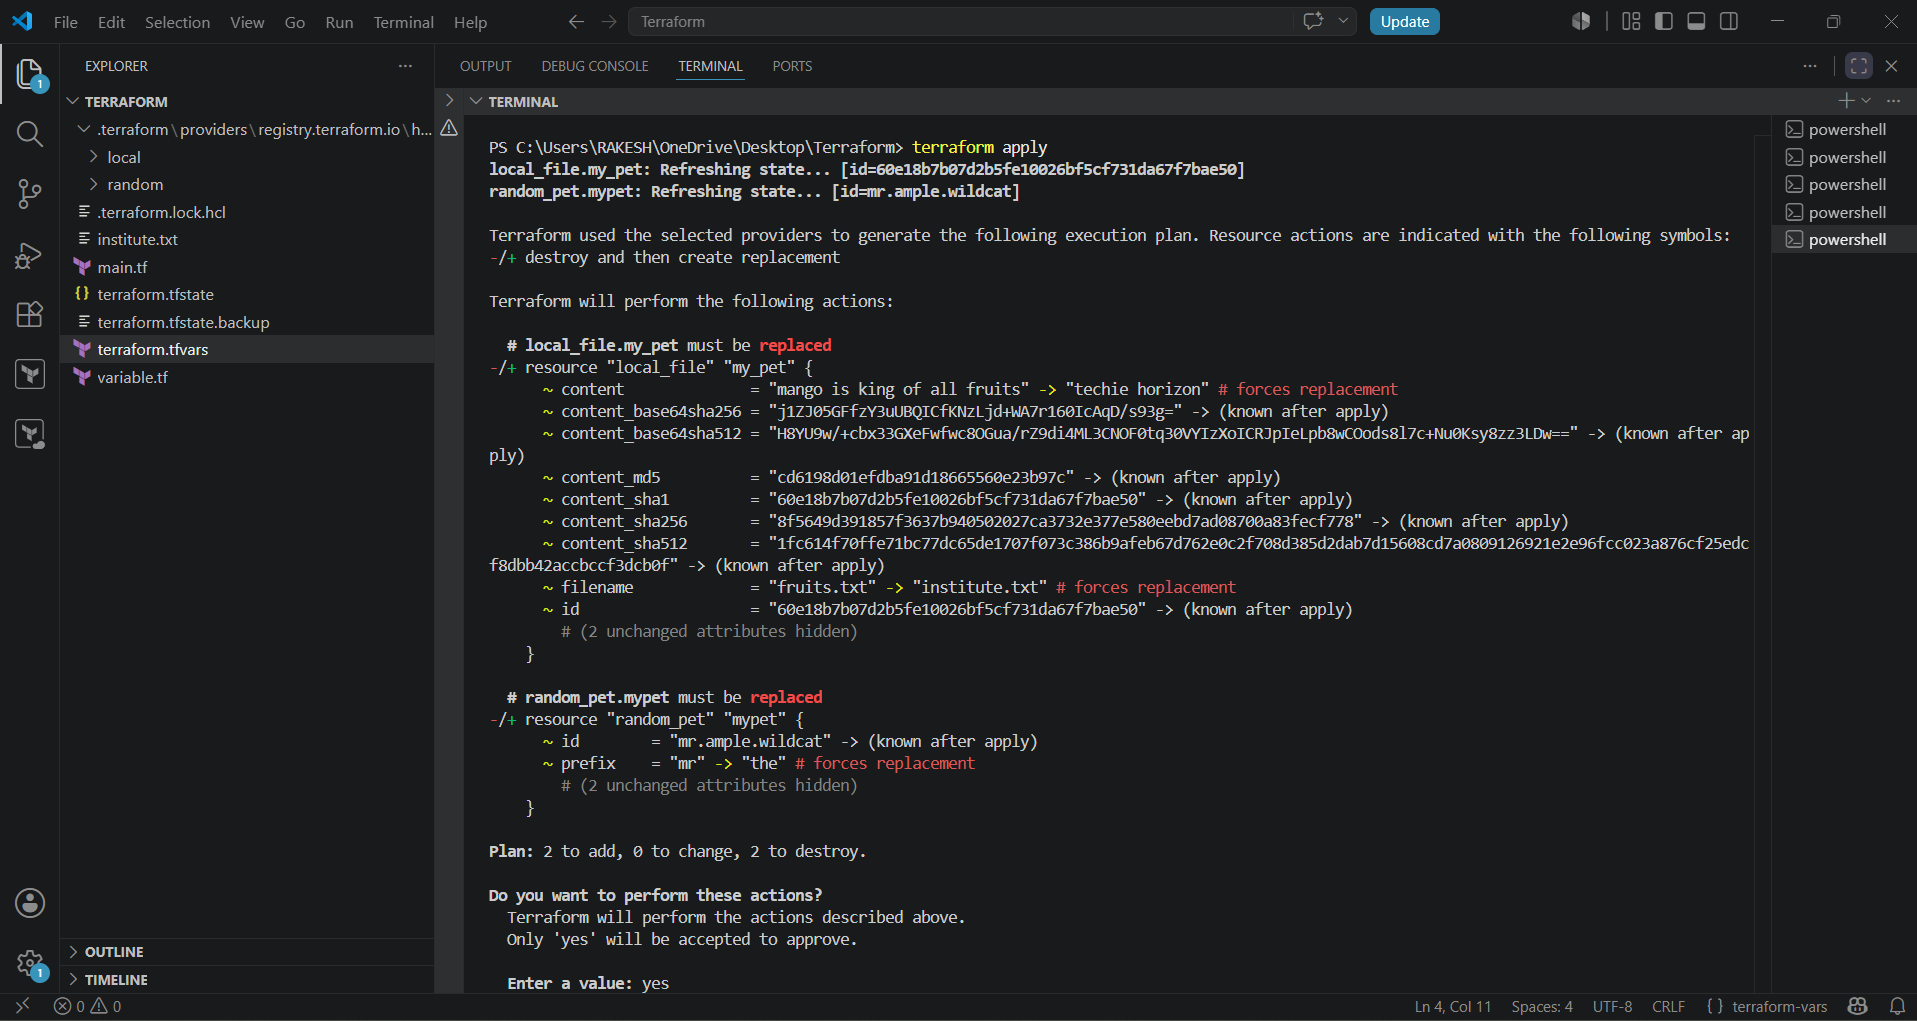 File Edit Selection View Go Run Terminal Help Terraform Update
EXPLORER ...
TERRAFORM
.terraform\providers\registry.terraform.io\h...
local
random
.terraform.lock.hcl
institute.txt
main.tf
terraform.tfstate
terraform.tfstate.backup
terraform.tfvars
variable.tf
OUTLINE
TIMELINE
1
1
OUTPUT DEBUG CONSOLE TERMINAL PORTS
TERMINAL
PS C:\Users\RAKESH\OneDrive\Desktop\Terraform> terraform apply
local_file.my_pet: Refreshing state... [id=60e18b7b07d2b5fe10026bf5cf731da67f7bae50]
random_pet.mypet: Refreshing state... [id=mr.ample.wildcat]
Terraform used the selected providers to generate the following execution plan. Resource actions are indicated with the following symbols:
-/+ destroy and then create replacement
Terraform will perform the following actions:
# local_file.my_pet must be replaced
-/+ resource "local_file" "my_pet" {
~ content = "mango is king of all fruits" -> "techie horizon" # forces replacement
~ content_base64sha256 = "j1ZJ05GFfzY3uUBQICfKNzLjd+WA7r160IcAqD/s93g=" -> (known after apply)
~ content_base64sha512 = "H8YU9w/+cbx33GXeFwfwc8OGua/rZ9di4ML3CNOF0tq30VYIzXoICRJpIeLpb8wCOods8l7c+Nu0Ksy8zz3LDw==" -> (known after ap
ply)
~ content_md5 = "cd6198d01efdba91d18665560e23b97c" -> (known after apply)
~ content_sha1 = "60e18b7b07d2b5fe10026bf5cf731da67f7bae50" -> (known after apply)
~ content_sha256 = "8f5649d391857f3637b940502027ca3732e377e580eebd7ad08700a83fecf778" -> (known after apply)
~ content_sha512 = "1fc614f70ffe71bc77dc65de1707f073c386b9afeb67d762e0c2f708d385d2dab7d15608cd7a0809126921e2e96fcc023a876cf25edc
f8dbb42accbccf3dcb0f" -> (known after apply)
~ filename = "fruits.txt" -> "institute.txt" # forces replacement
~ id = "60e18b7b07d2b5fe10026bf5cf731da67f7bae50" -> (known after apply)
# (2 unchanged attributes hidden)
}
# random_pet.mypet must be replaced
-/+ resource "random_pet" "mypet" {
~ id = "mr.ample.wildcat" -> (known after apply)
~ prefix = "mr" -> "the" # forces replacement
# (2 unchanged attributes hidden)
}
Plan: 2 to add, 0 to change, 2 to destroy.
Do you want to perform these actions?
Terraform will perform the actions described above.
Only 'yes' will be accepted to approve.
Enter a value: yes
powershell
powershell
powershell
powershell
powershell
0 0 Ln 4, Col 11 Spaces: 4 UTF-8 CRLF { } terraform-vars